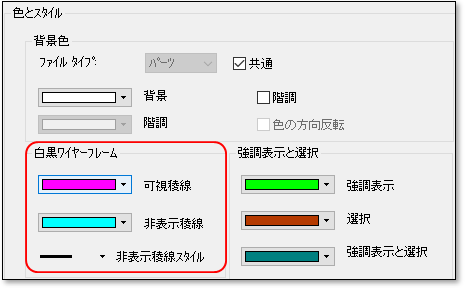 色とスタイル
背景色
ファイル タイプ:
パーツ
共通
背景
階調
階調
色の方向反転
白黒ワイヤーフレーム
強調表示と選択
可視稜線
強調表示
非表示稜線
選択
非表示稜線スタイル
強調表示と選択